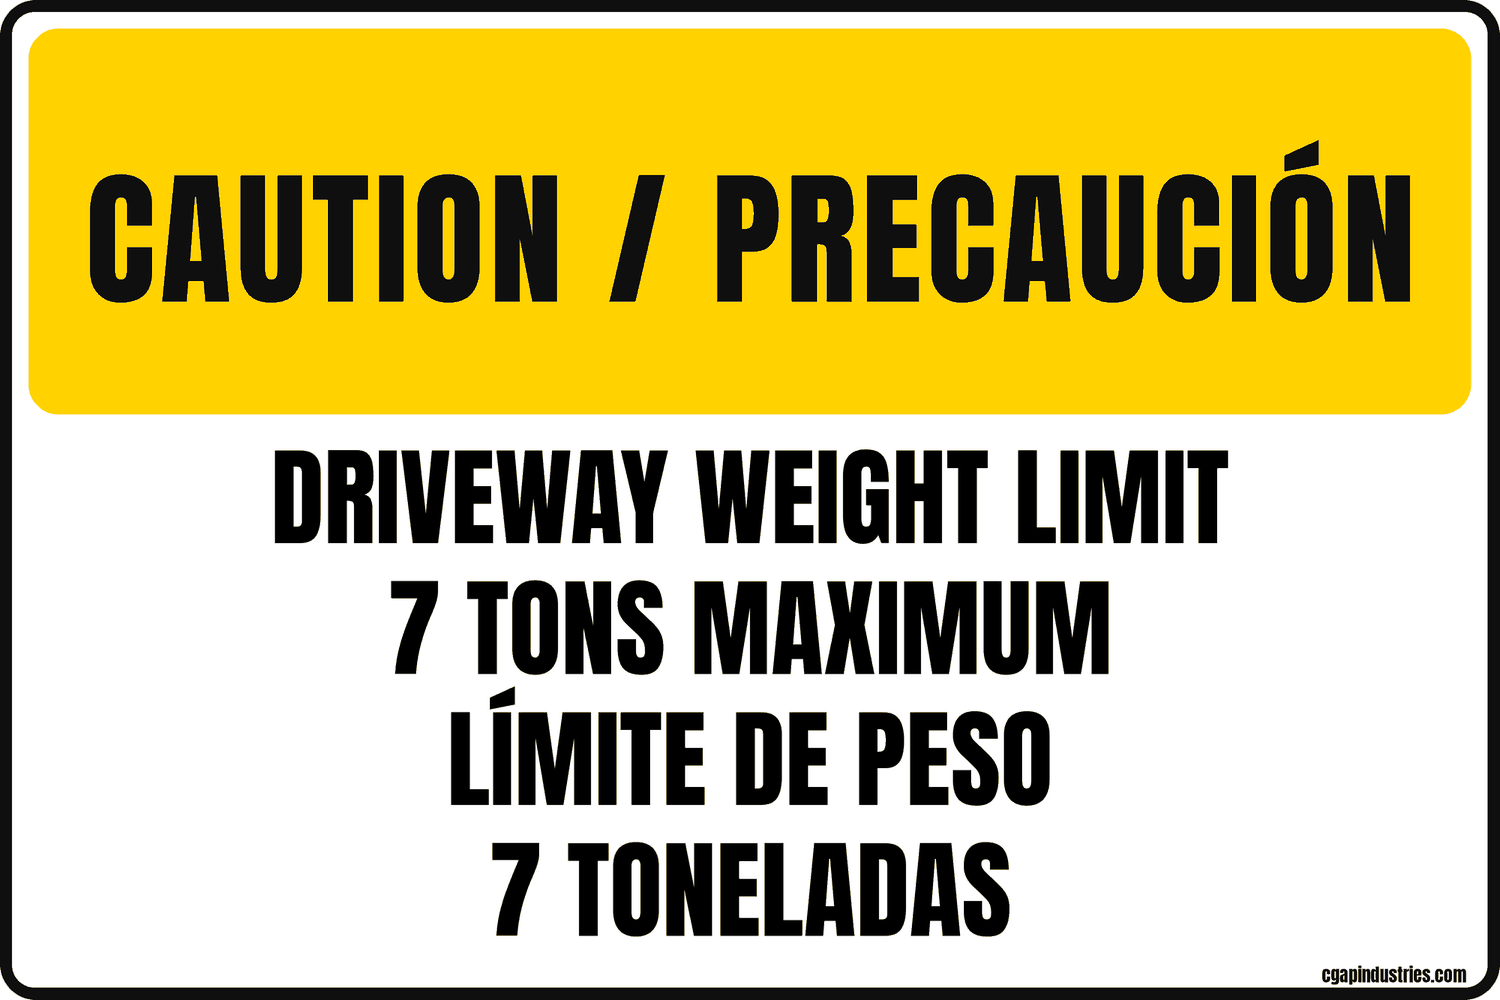 CAUTION / PRECAUCIÓN
DRIVEWAY WEIGHT LIMIT
7 TONS MAXIMUM
LÍMITE DE PESO
7 TONELADAS
cgapindustries.com